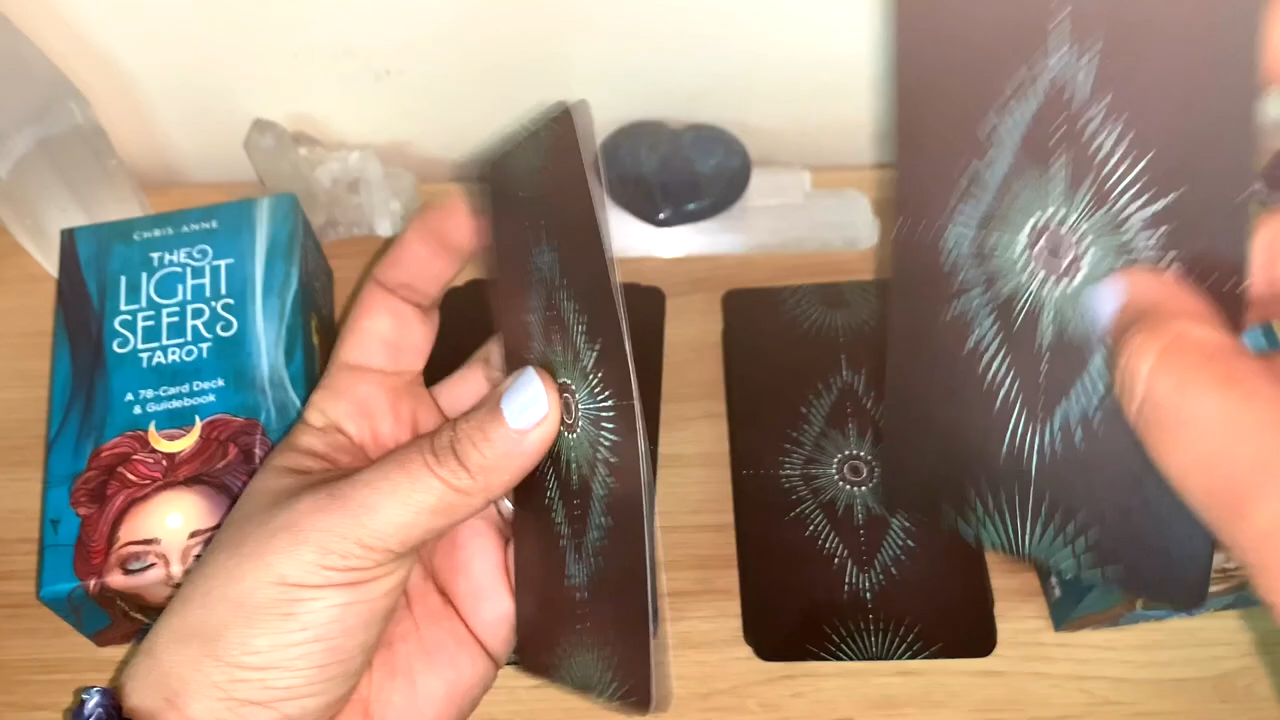 CHRIS-ANNE
THE
LIGHT
SEER'S
TAROT
A 78-Card Deck
& Guidebook